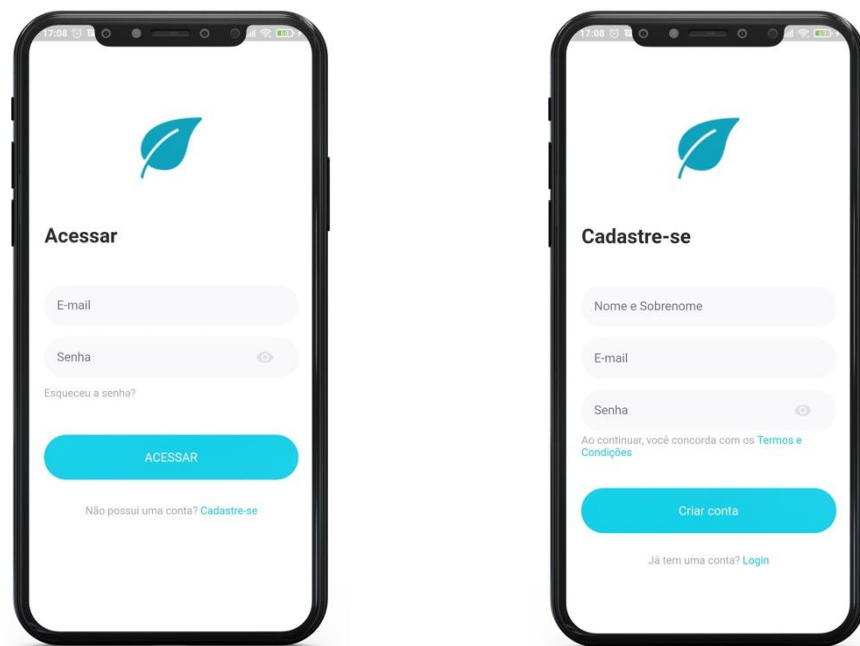 17:08
Acessar
E-mail
Senha
Esqueceu a senha?
ACESSAR
Não possui uma conta? Cadastre-se
17:08
Cadastre-se
Nome e Sobrenome
E-mail
Senha
Ao continuar, você concorda com os Termos e
Condições
Criar conta
Já tem uma conta? Login